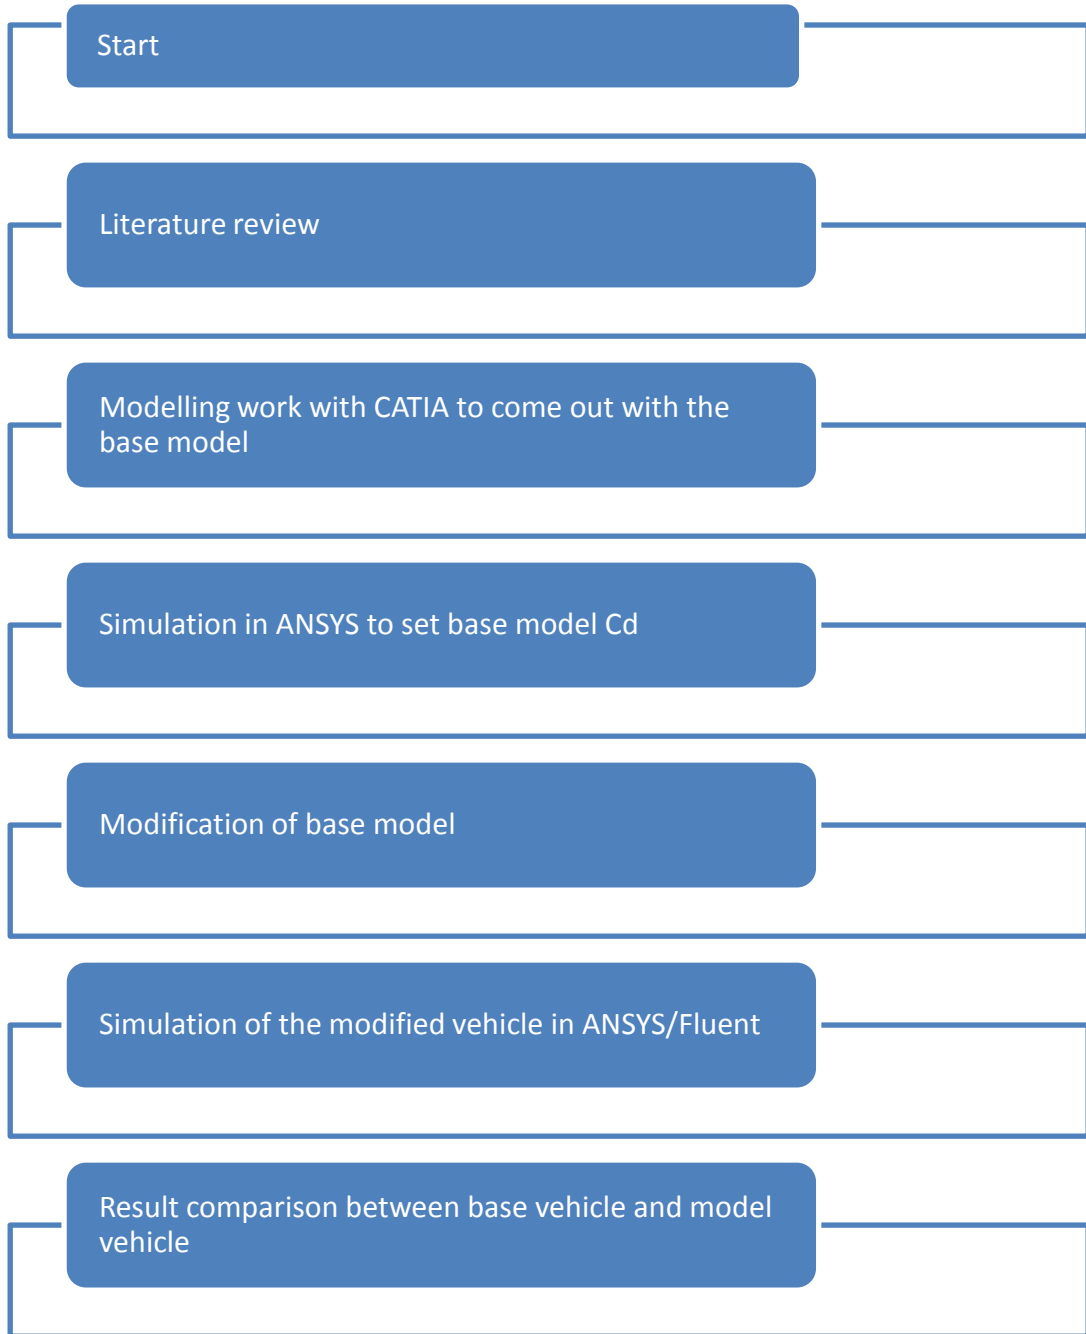 Start
Literature review
Modelling work with CATIA to come out with the
base model
Simulation in ANSYS to set base model Cd
Modification of base model
Simulation of the modified vehicle in ANSYS/Fluent
Result comparison between base vehicle and model
vehicle